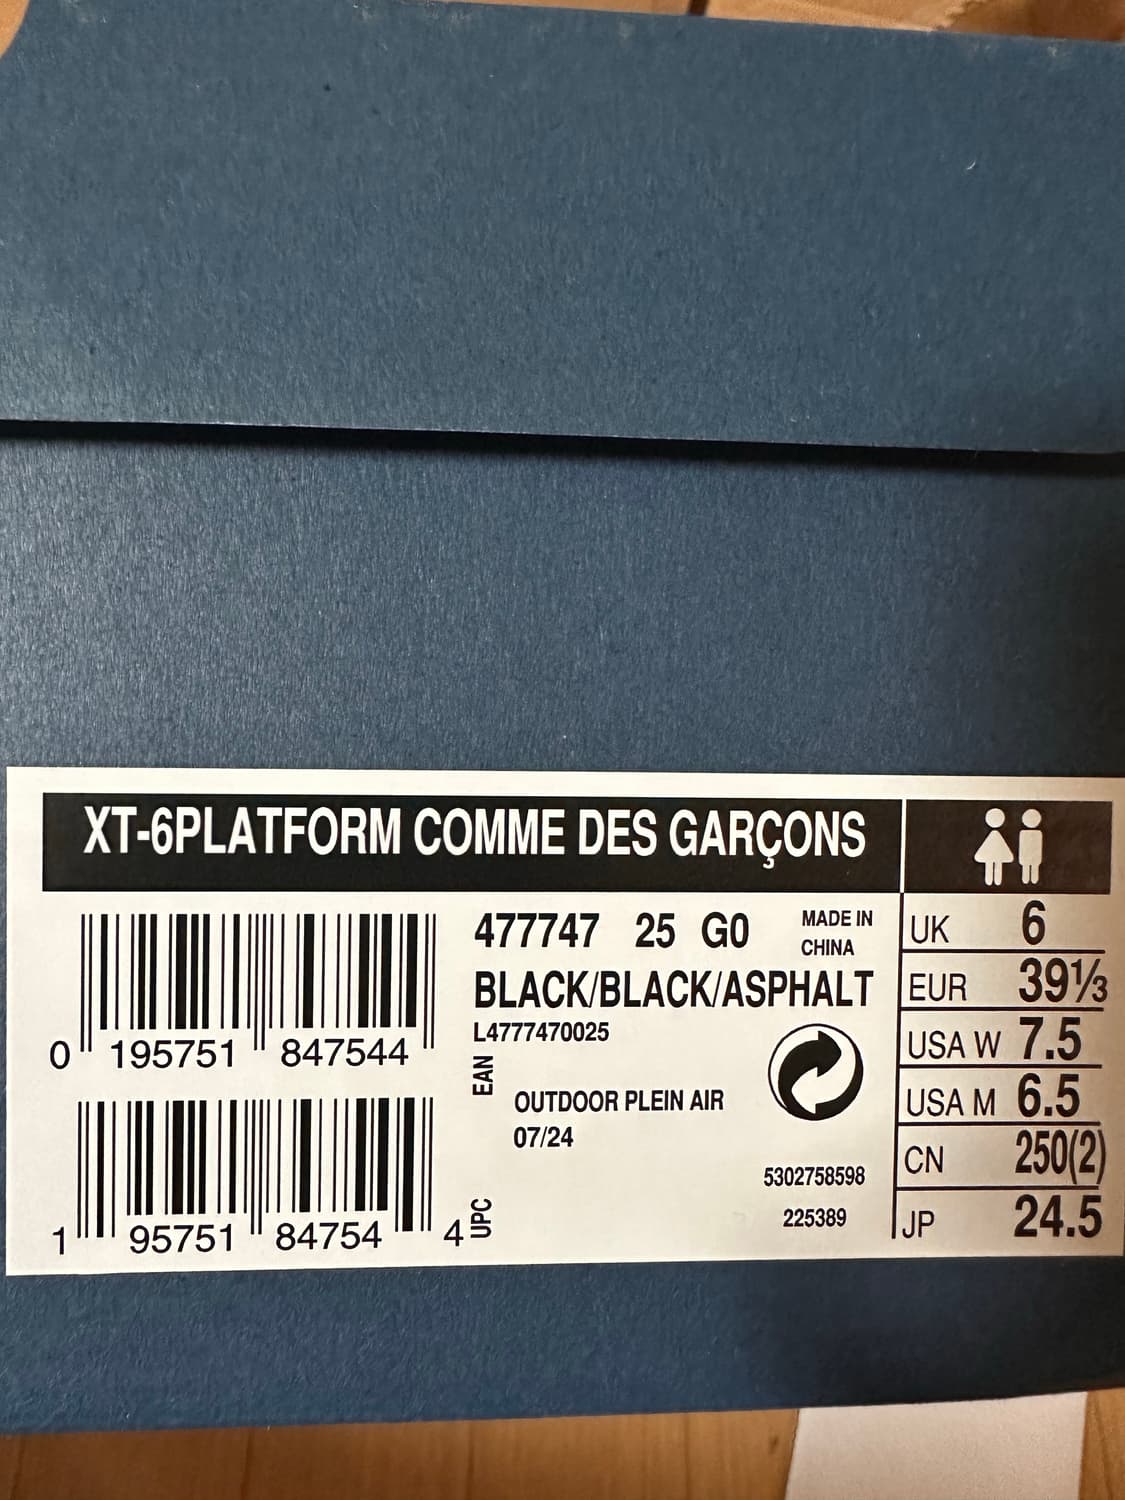 XT-6PLATFORM COMME DES GARÇONS
477747 25 G0
MADE IN
CHINA
BLACK/BLACK/ASPHALT
L4777470025
0 195751 847544
EAN
OUTDOOR PLEIN AIR
07/24
1 95751 84754 4
UPC
5302758598
225389
UK 6
EUR 39⅓
USA W 7.5
USA M 6.5
CN 250(2)
JP 24.5